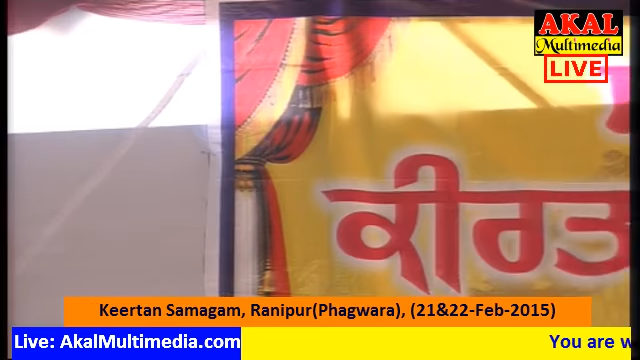 AKAL
Multimedia
LIVE
ਕੀਰਤ
Keertan Samagam, Ranipur(Phagwara), (21&22-Feb-2015)
Live: AkalMultimedia.com
You are w